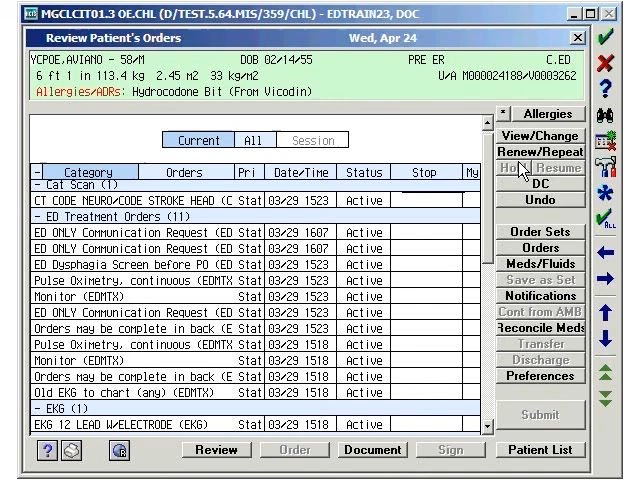 MGCLCIT01.3 OE.CHL (D/TEST.5.64.MIS/359/CHL) - EDTRAIN23, DOC
Review Patient's Orders Wed, Apr 24
YCPOE,AVIANO - 58/M DOB 02/14/55 PRE ER C.ED
6 ft 1 in 113.4 kg 2.45 m2 33 kg/m2 U/A M000024188/V0003262
Allergies/ADRs: Hydrocodone Bit (From Vicodin)
* Allergies
Current All Session
View/Change
Renew/Repeat
Resume
DC
Undo
Order Sets
Orders
Meds/Fluids
Save as Set
Notifications
Cont from AMB
Reconcile Meds
Transfer
Discharge
Preferences
Submit
- Category Orders Pri Date/Time Status Stop My
- Cat Scan (1)
CT CODE NEURO/CODE STROKE HEAD (C Stat 03/29 1523 Active
- ED Treatment Orders (11)
ED ONLY Communication Request (ED Stat 03/29 1607 Active
ED ONLY Communication Request (ED Stat 03/29 1607 Active
ED Dysphagia Screen before PO (ED Stat 03/29 1523 Active
Pulse Oximetry, continuous (EDMTX Stat 03/29 1523 Active
Monitor (EDMTX) Stat 03/29 1523 Active
ED ONLY Communication Request (ED Stat 03/29 1523 Active
Orders may be complete in back (E Stat 03/29 1523 Active
Pulse Oximetry, continuous (EDMTX Stat 03/29 1518 Active
Monitor (EDMTX) Stat 03/29 1518 Active
Orders may be complete in back (E Stat 03/29 1518 Active
Old EKG to chart (any) (EDMTX) Stat 03/29 1518 Active
- EKG (1)
EKG 12 LEAD W/ELECTRODE (EKG) Stat 03/29 1518 Active
Review Order Document Sign Patient List
ALL